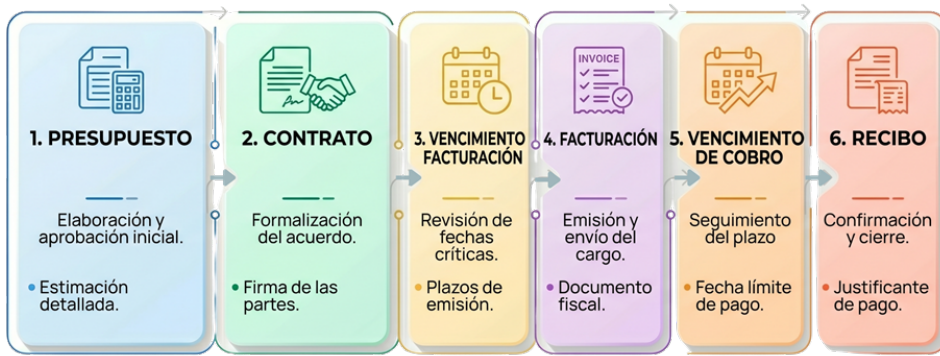 1. PRESUPUESTO
Elaboración y
aprobación inicial.
• Estimación
detallada.
2. CONTRATO
Formalización
del acuerdo.
• Firma de las
partes.
3. VENCIMIENTO
FACTURACIÓN
Revisión de
fechas
críticas.
• Plazos de
emisión.
INVOICE
4. FACTURACIÓN
Emisión y
envío del
cargo.
• Documento
fiscal.
5. VENCIMIENTO
DE COBRO
Seguimiento
del plazo
• Fecha límite
de pago.
6. RECIBO
Confirmación
y cierre.
• Justificante
de pago.